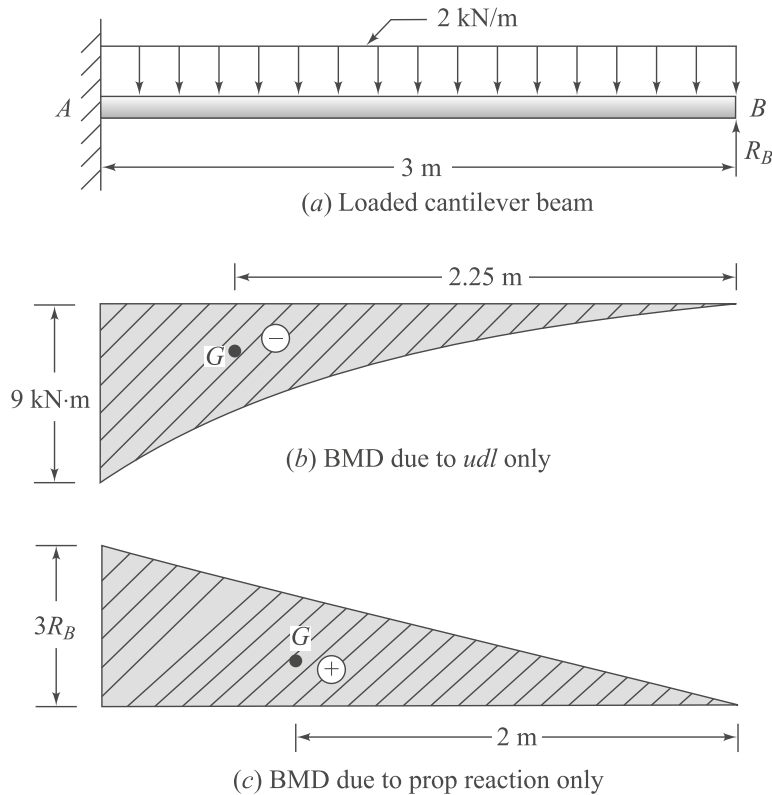 2 kN/m
A
B
R_B
3 m
(a) Loaded cantilever beam
2.25 m
−
G
9 kN·m
(b) BMD due to udl only
3R_B
G
+
2 m
(c) BMD due to prop reaction only